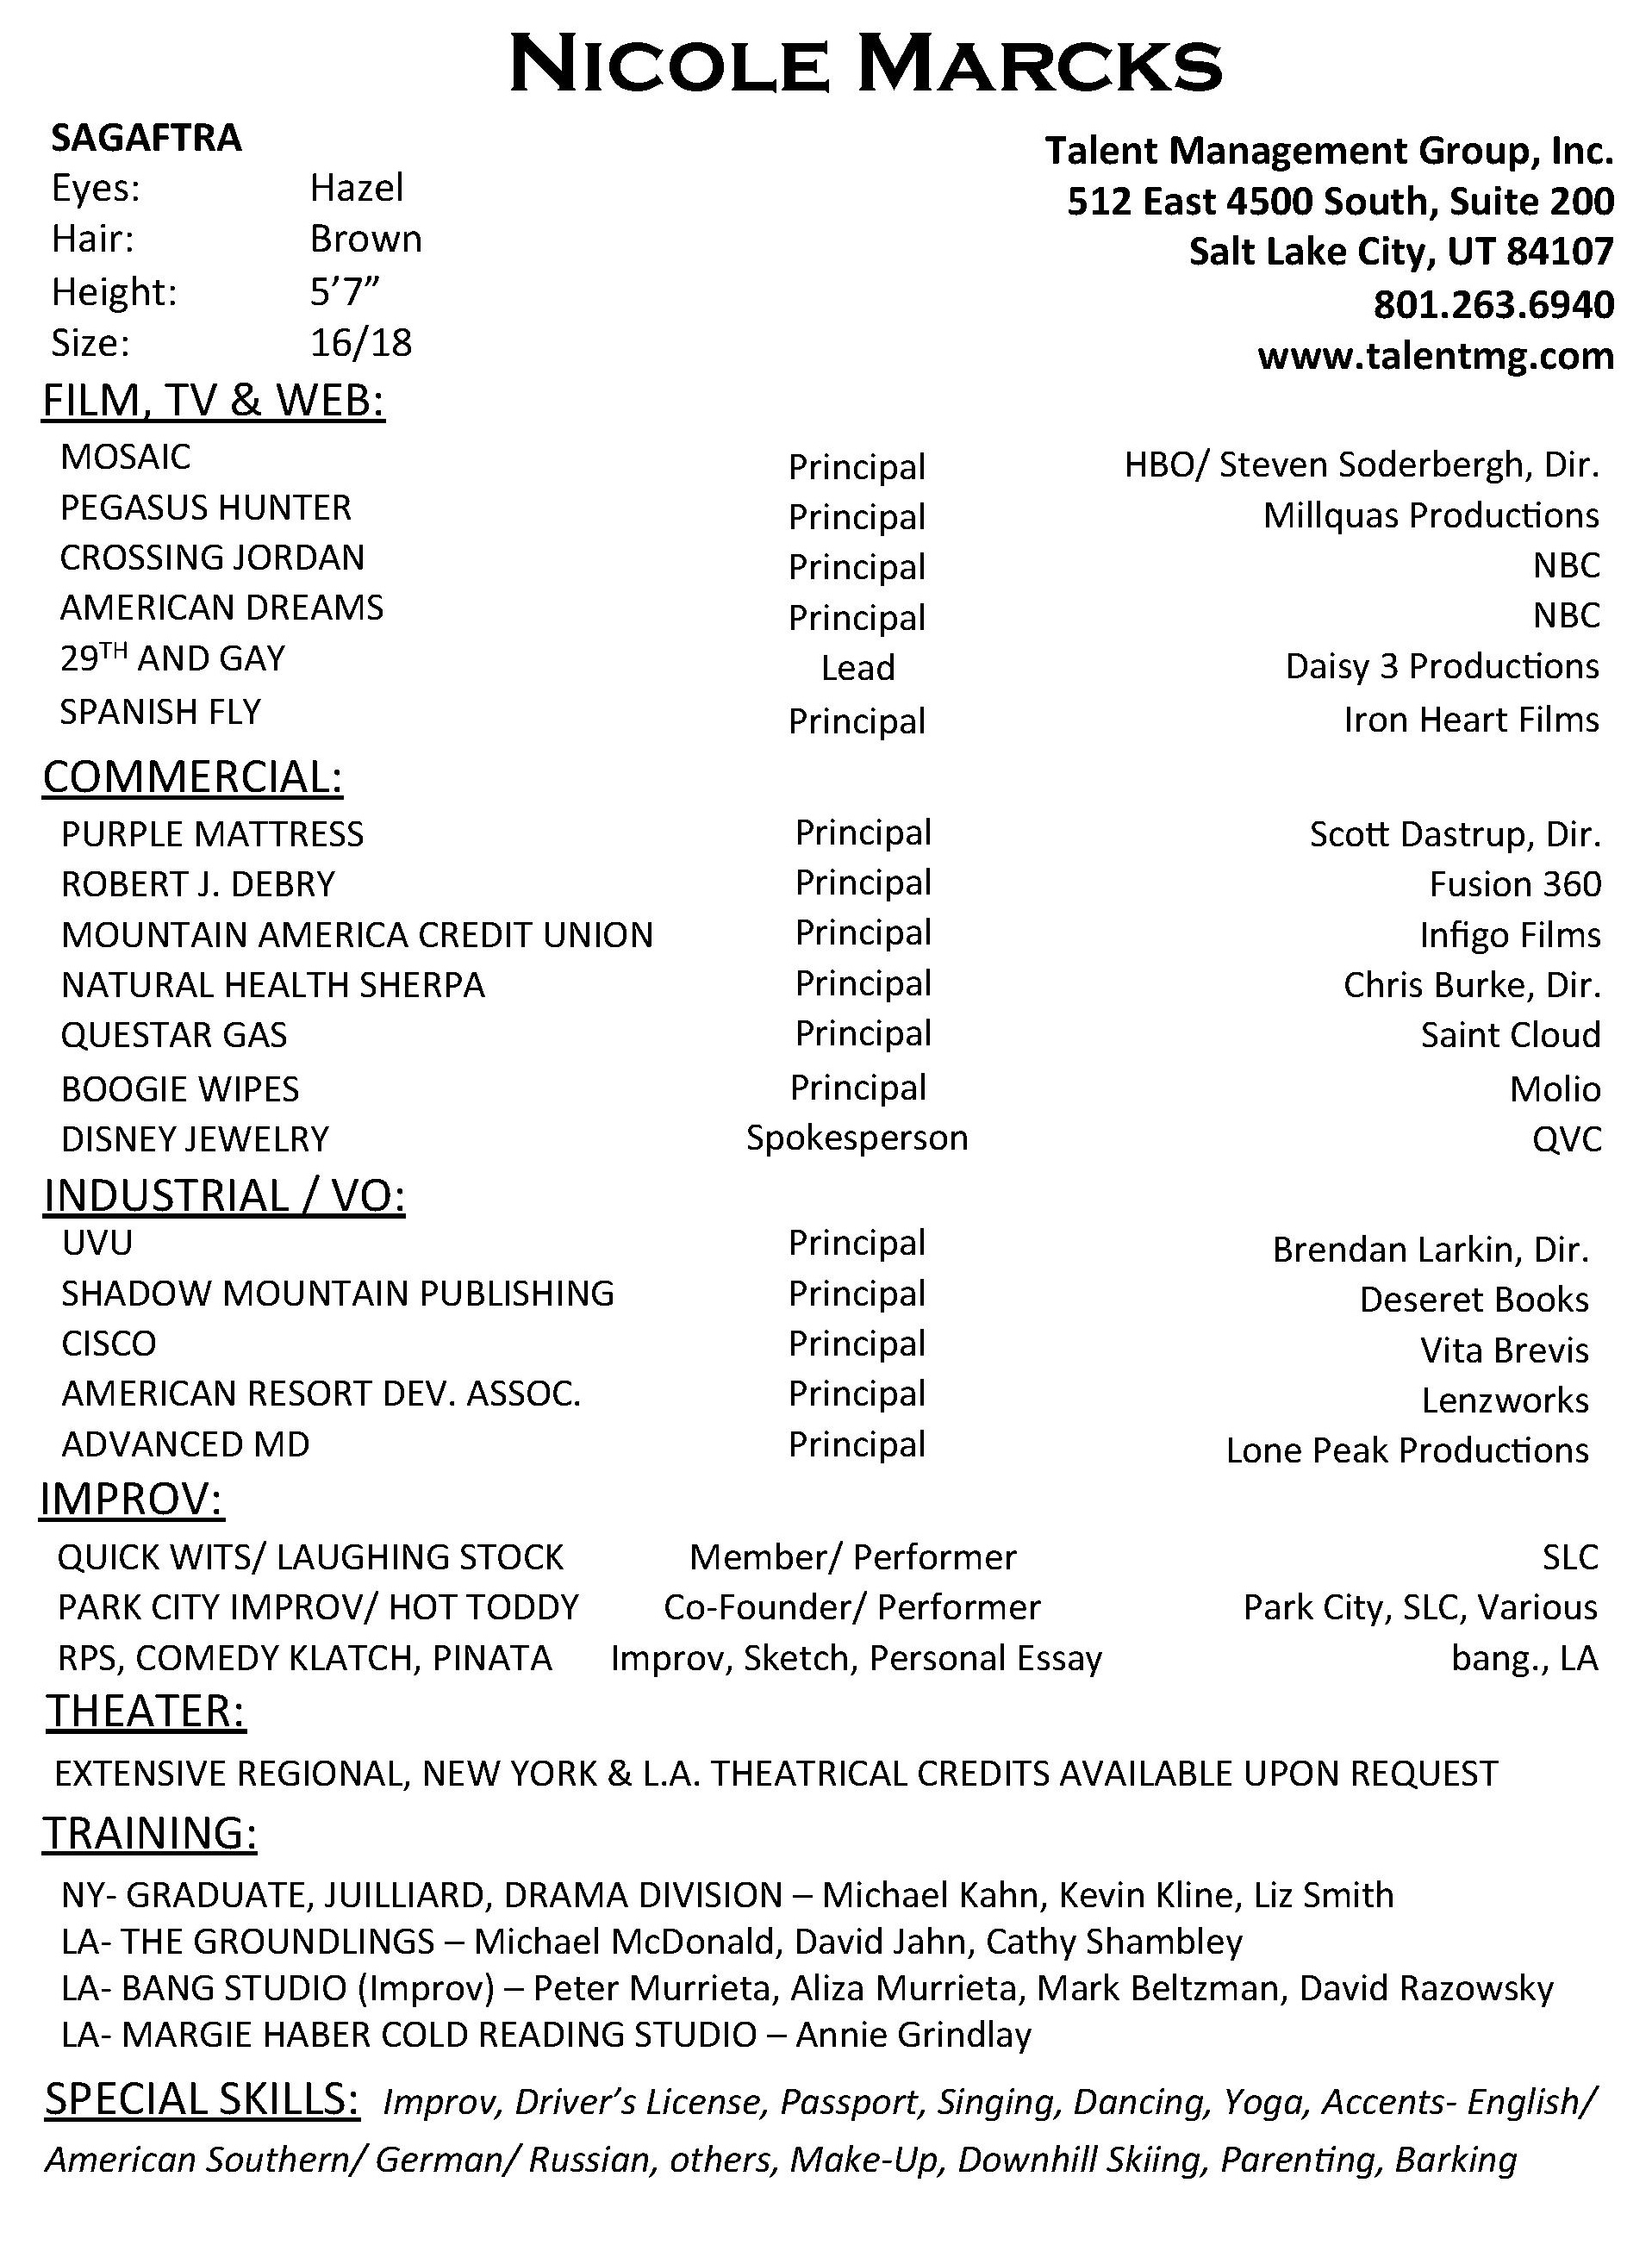 NICOLE MARCKS
SAGAFTRA
Eyes: Hazel
Hair: Brown
Height: 5’7”
Size: 16/18
Talent Management Group, Inc.
512 East 4500 South, Suite 200
Salt Lake City, UT 84107
801.263.6940
www.talentmg.com
FILM, TV & WEB:
MOSAIC Principal HBO/ Steven Soderbergh, Dir.
PEGASUS HUNTER Principal Millquas Productions
CROSSING JORDAN Principal NBC
AMERICAN DREAMS Principal NBC
29TH AND GAY Lead Daisy 3 Productions
SPANISH FLY Principal Iron Heart Films
COMMERCIAL:
PURPLE MATTRESS Principal Scott Dastrup, Dir.
ROBERT J. DEBRY Principal Fusion 360
MOUNTAIN AMERICA CREDIT UNION Principal Infigo Films
NATURAL HEALTH SHERPA Principal Chris Burke, Dir.
QUESTAR GAS Principal Saint Cloud
BOOGIE WIPES Principal Molio
DISNEY JEWELRY Spokesperson QVC
INDUSTRIAL / VO:
UVU Principal Brendan Larkin, Dir.
SHADOW MOUNTAIN PUBLISHING Principal Deseret Books
CISCO Principal Vita Brevis
AMERICAN RESORT DEV. ASSOC. Principal Lenzworks
ADVANCED MD Principal Lone Peak Productions
IMPROV:
QUICK WITS/ LAUGHING STOCK Member/ Performer SLC
PARK CITY IMPROV/ HOT TODDY Co-Founder/ Performer Park City, SLC, Various
RPS, COMEDY KLATCH, PINATA Improv, Sketch, Personal Essay bang., LA
THEATER:
EXTENSIVE REGIONAL, NEW YORK & L.A. THEATRICAL CREDITS AVAILABLE UPON REQUEST
TRAINING:
NY- GRADUATE, JUILLIARD, DRAMA DIVISION – Michael Kahn, Kevin Kline, Liz Smith
LA- THE GROUNDLINGS – Michael McDonald, David Jahn, Cathy Shambley
LA- BANG STUDIO (Improv) – Peter Murrieta, Aliza Murrieta, Mark Beltzman, David Razowsky
LA- MARGIE HABER COLD READING STUDIO – Annie Grindlay
SPECIAL SKILLS: Improv, Driver’s License, Passport, Singing, Dancing, Yoga, Accents- English/
American Southern/ German/ Russian, others, Make-Up, Downhill Skiing, Parenting, Barking